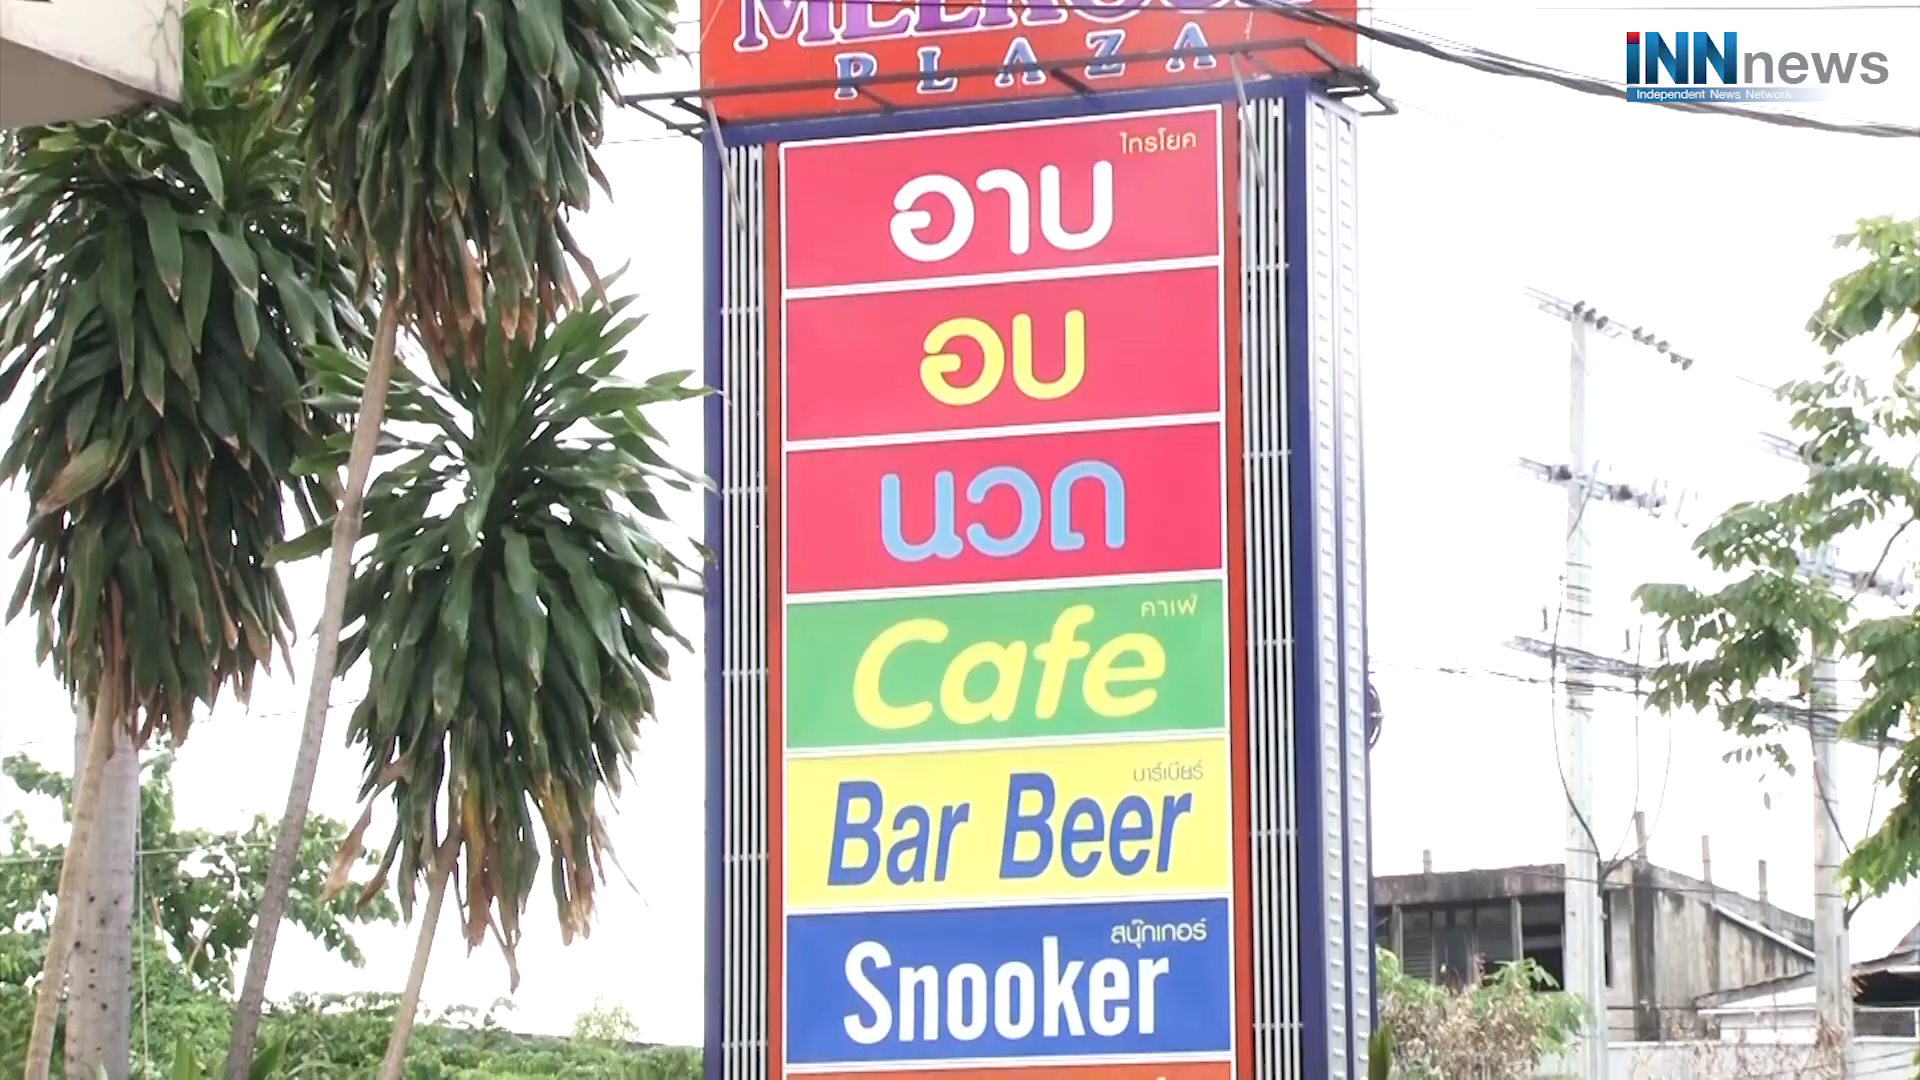 PLAZA
iNNnews
Independent News Network
ไทรโยค
อาบ
อบ
นวด
คาเฟ่
Cafe
บาร์เบียร์
Bar Beer
สนุ๊กเกอร์
Snooker